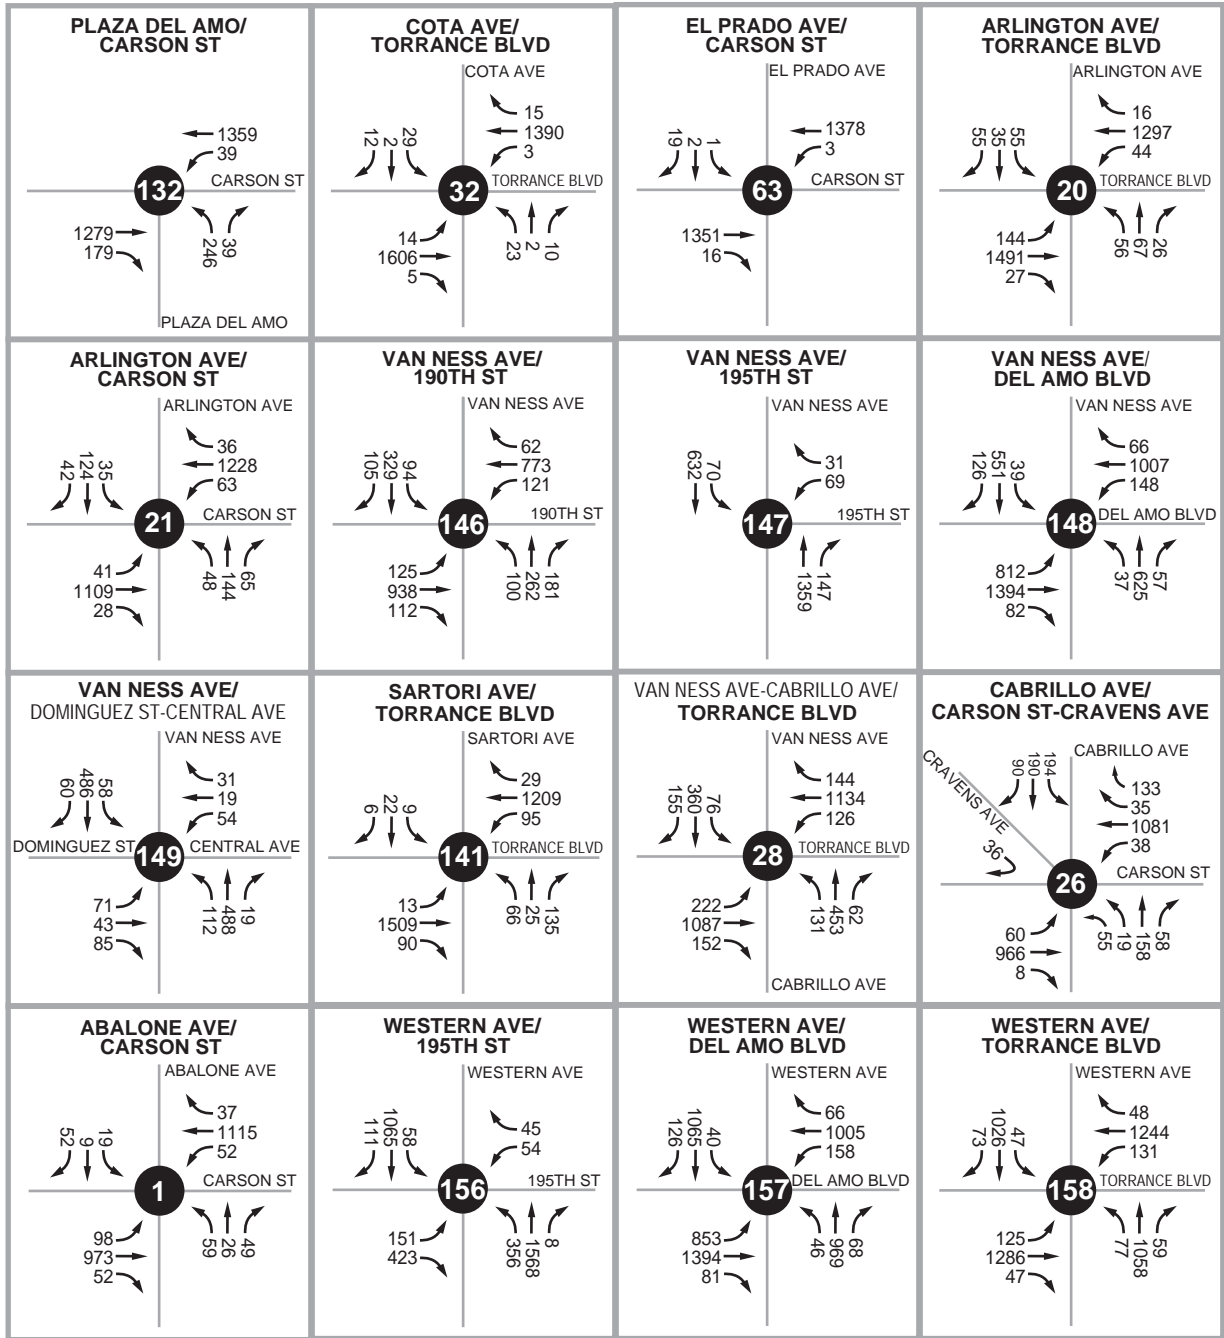 PLAZA DEL AMO/
CARSON ST
1359
39
132
CARSON ST
1279
179
246
39
PLAZA DEL AMO
COTA AVE/
TORRANCE BLVD
COTA AVE
12
2
29
15
1390
3
32
TORRANCE BLVD
14
1606
5
23
2
10
EL PRADO AVE/
CARSON ST
EL PRADO AVE
19
2
1
1378
3
63
CARSON ST
1351
16
ARLINGTON AVE/
TORRANCE BLVD
ARLINGTON AVE
55
35
55
16
1297
44
20
TORRANCE BLVD
144
1491
27
56
67
26
ARLINGTON AVE/
CARSON ST
ARLINGTON AVE
42
124
35
36
1228
63
21
CARSON ST
41
1109
28
48
144
65
VAN NESS AVE/
190TH ST
VAN NESS AVE
105
329
94
62
773
121
146
190TH ST
125
938
112
100
262
181
VAN NESS AVE/
195TH ST
VAN NESS AVE
632
70
31
69
147
195TH ST
1359
147
VAN NESS AVE/
DEL AMO BLVD
VAN NESS AVE
126
551
39
66
1007
148
148
DEL AMO BLVD
812
1394
82
37
625
57
VAN NESS AVE/
DOMINGUEZ ST-CENTRAL AVE
VAN NESS AVE
60
486
58
31
19
54
DOMINGUEZ ST
149
CENTRAL AVE
71
43
85
112
488
19
SARTORI AVE/
TORRANCE BLVD
SARTORI AVE
6
22
9
29
1209
95
141
TORRANCE BLVD
13
1509
90
66
25
135
VAN NESS AVE-CABRILLO AVE/
TORRANCE BLVD
VAN NESS AVE
155
360
76
144
1134
126
28
TORRANCE BLVD
222
1087
152
131
453
62
CABRILLO AVE
CABRILLO AVE/
CARSON ST-CRAVENS AVE
CABRILLO AVE
CRAVENS AVE
90
190
194
133
35
1081
38
36
26
CARSON ST
60
966
8
55
19
158
58
ABALONE AVE/
CARSON ST
ABALONE AVE
52
9
19
37
1115
52
1
CARSON ST
98
973
52
59
26
49
WESTERN AVE/
195TH ST
WESTERN AVE
111
1065
58
45
54
156
195TH ST
151
423
356
1568
8
WESTERN AVE/
DEL AMO BLVD
WESTERN AVE
126
1065
40
66
1005
158
157
DEL AMO BLVD
853
1394
81
46
969
68
WESTERN AVE/
TORRANCE BLVD
WESTERN AVE
73
1026
47
48
1244
131
158
TORRANCE BLVD
125
1286
47
77
1058
59